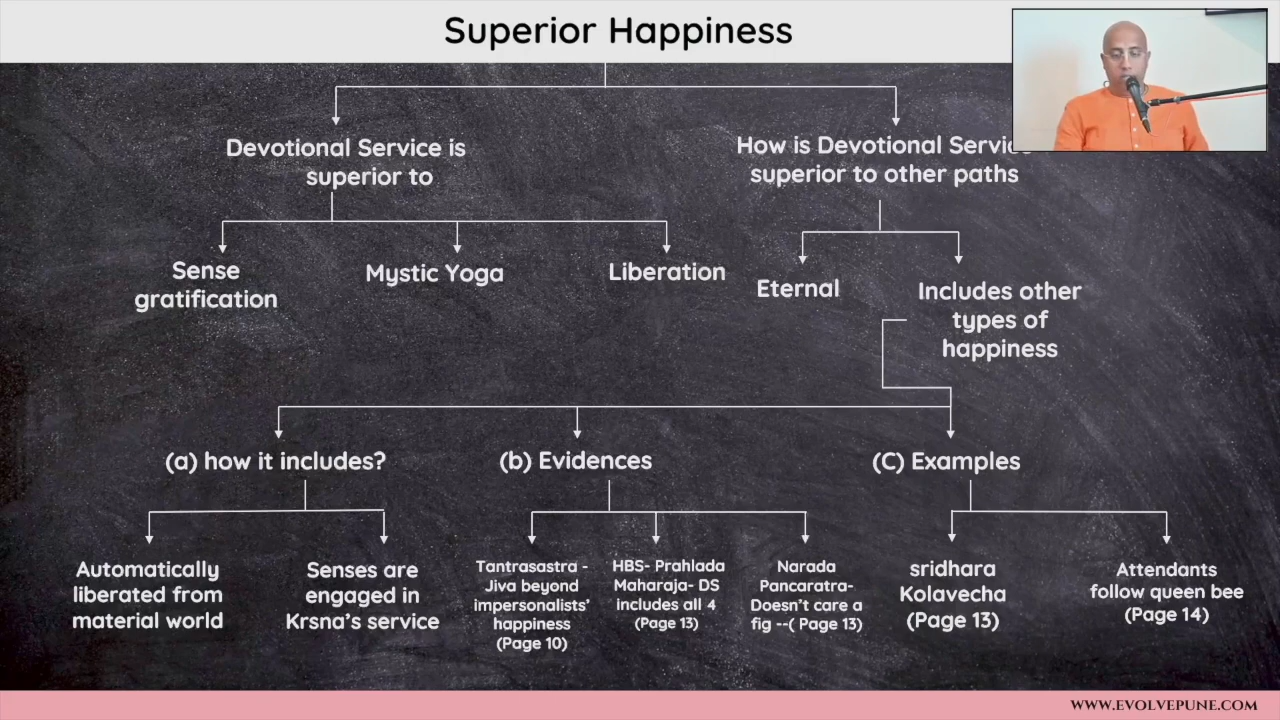 Superior Happiness
Devotional Service is
superior to
How is Devotional
superior to other paths
Sense
gratification
Mystic Yoga
Liberation
Eternal
Includes other
types of
happiness
(a) how it includes?
(b) Evidences
(C) Examples
Automatically
liberated from
material world
Senses are
engaged in
Krsna's service
Tantrasastra -
Jiva beyond
impersonalists'
happiness
(Page 10)
HBS- Prahlada
Maharaja- DS
includes all 4
(Page 13)
Narada
Pancaratra-
Doesn't care a
fig --( Page 13)
sridhara
Kolavecha
(Page 13)
Attendants
follow queen bee
(Page 14)
WWW.EVOLVEPUNE.COM